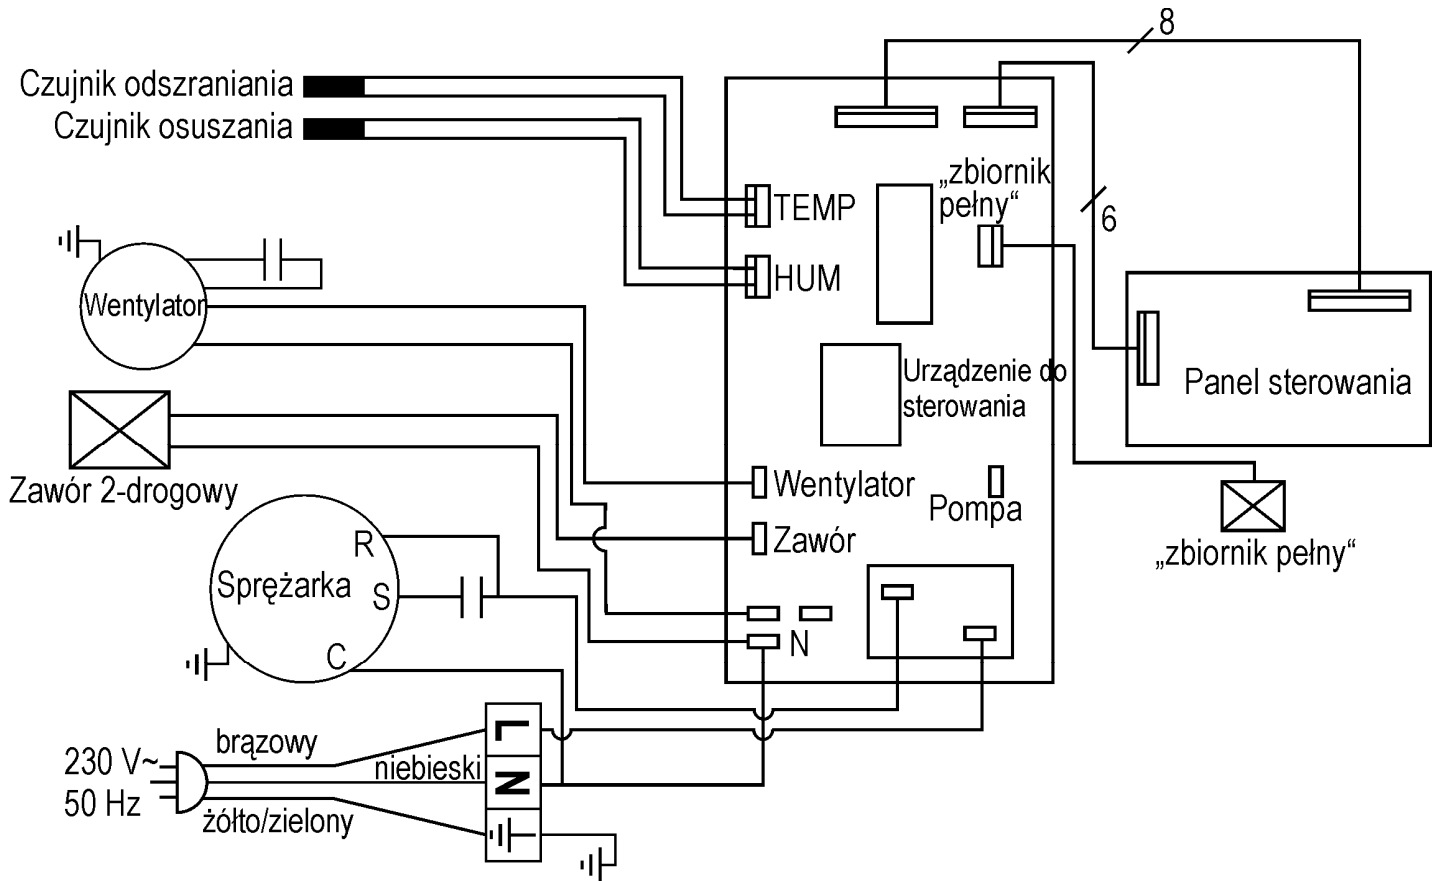 8
Czujnik odszraniania
Czujnik osuszania
„zbiornik
pełny“
TEMP
6
HUM
Wentylator
Urządzenie do
sterowania
Panel sterowania
Zawór 2-drogowy
Wentylator
Pompa
Zawór
„zbiornik pełny“
R
Sprężarka
S
C
N
L
brązowy
230 V~
niebieski
N
50 Hz
żółto/zielony